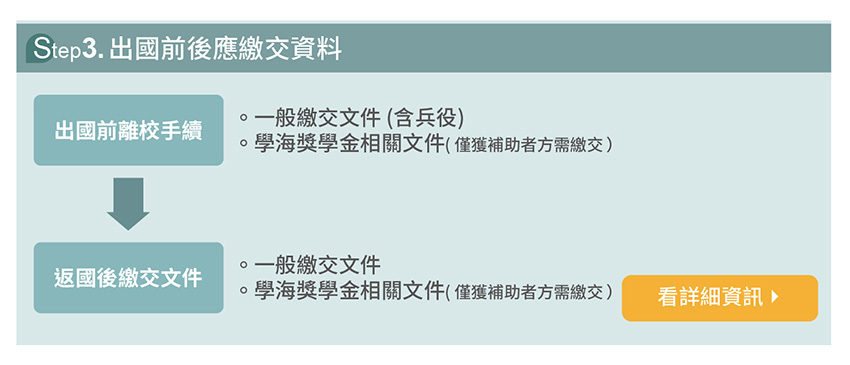 Step3. 出國前後應繳交資料
出國前離校手續
。一般繳交文件 (含兵役)
。學海獎學金相關文件( 僅獲補助者方需繳交 )
返國後繳交文件
。一般繳交文件
。學海獎學金相關文件( 僅獲補助者方需繳交 )
看詳細資訊